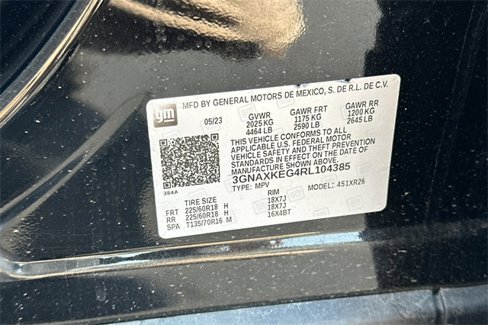 gm
MFD BY GENERAL MOTORS DE MEXICO, S. DE R.L. DE C.V.
05/23 GVWR GAWR FRT GAWR RR
2025 KG 1175 KG 1200 KG
4464 LB 2590 LB 2645 LB
THIS VEHICLE CONFORMS TO ALL
APPLICABLE U.S. FEDERAL MOTOR
VEHICLE SAFETY, BUMPER, AND THEFT
PREVENTION STANDARDS IN EFFECT ON
THE DATE OF MANUFACTURE SHOWN ABOVE.
3GNAXKEG4RL104385
384A TYPE: MPV MODEL: 451XR26
TIRE SIZE RIM
FRT 225/60R18 H 18X7J
RR 225/60R18 H 18X7J
SPA T135/70R16 M 16X4BT